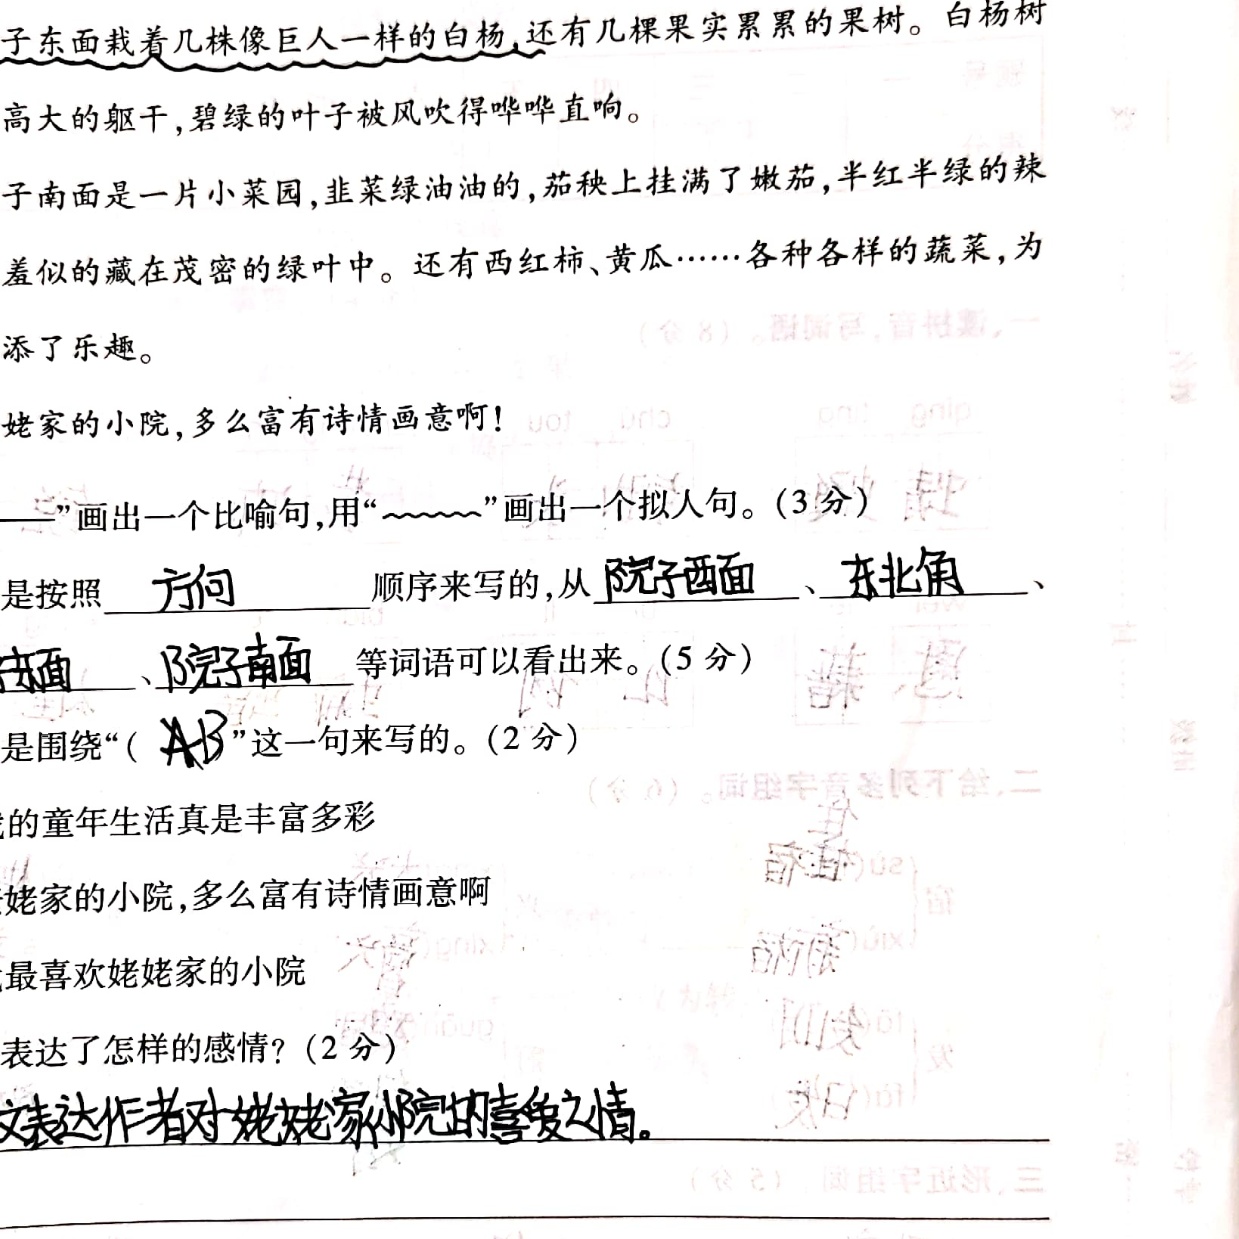 子东面栽着几株像巨人一样的白杨,还有几棵果实累累的果树。白杨树
高大的躯干,碧绿的叶子被风吹得哗哗直响。
子南面是一片小菜园,韭菜绿油油的,茄秧上挂满了嫩茄,半红半绿的辣
羞似的藏在茂密的绿叶中。还有西红柿、黄瓜……各种各样的蔬菜,为
添了乐趣。
姥家的小院,多么富有诗情画意啊!
——”画出一个比喻句,用“﹏﹏﹏”画出一个拟人句。(3分)
是按照 方向 顺序来写的,从 院子西面 、 东北角 、
子东面 、 院子南面 等词语可以看出来。(5分)
是围绕“( B ”这一句来写的。(2分)
的童年生活真是丰富多彩
姥家的小院,多么富有诗情画意啊
最喜欢姥姥家的小院
表达了怎样的感情?(2分)
文表达作者对姥姥家小院的喜爱之情。